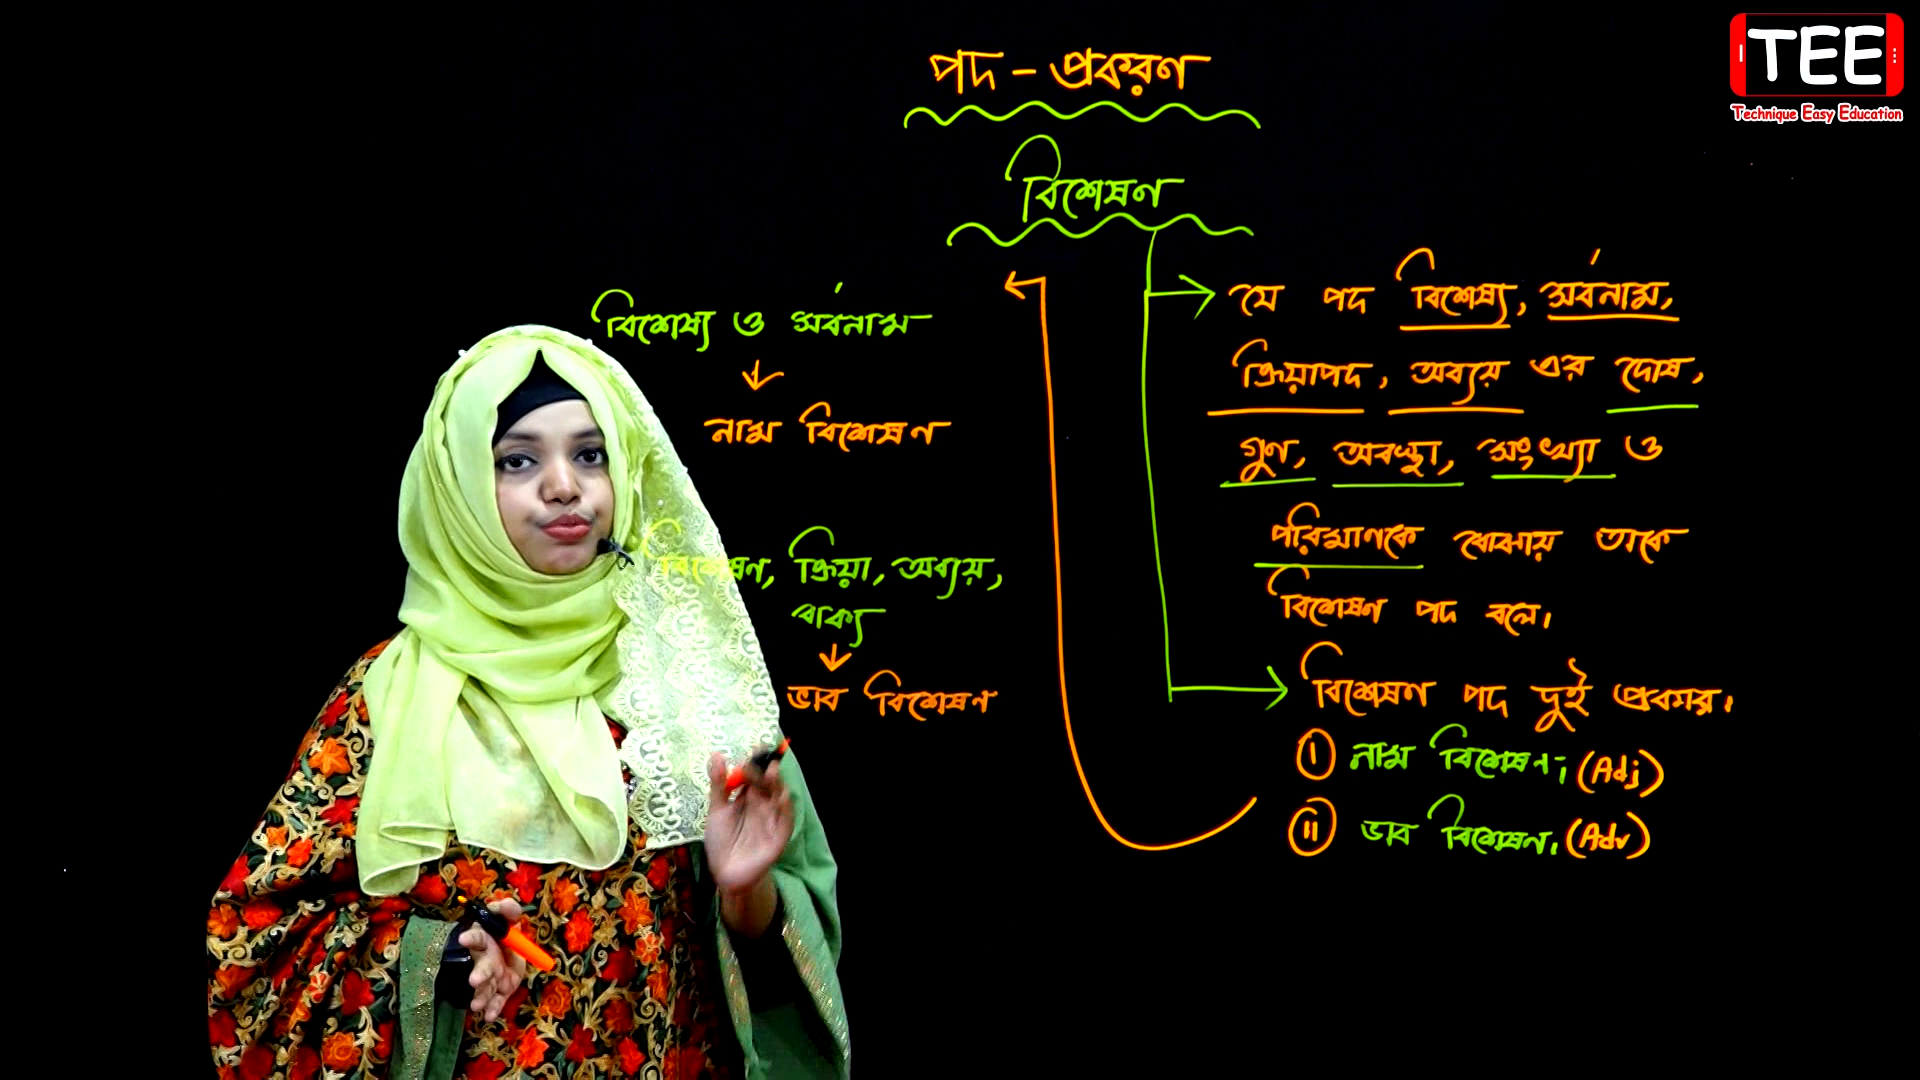 TEE
Technique Easy Education
পদ - প্রকরণ
বিশেষণ
যে পদ বিশেষ্য, সর্বনাম,
ক্রিয়াপদ, অব্যয় এর দোষ,
গুণ, অবস্থা, সংখ্যা ও
পরিমাণকে বোঝায় তাকে
বিশেষণ পদ বলে।
বিশেষণ পদ দুই প্রকার।
i নাম বিশেষণ; (Adj)
ii ভাব বিশেষণ। (Adv)
বিশেষ্য ও সর্বনাম
নাম বিশেষণ
বিশেষণ, ক্রিয়া, অব্যয়,
বাক্য
ভাব বিশেষণ